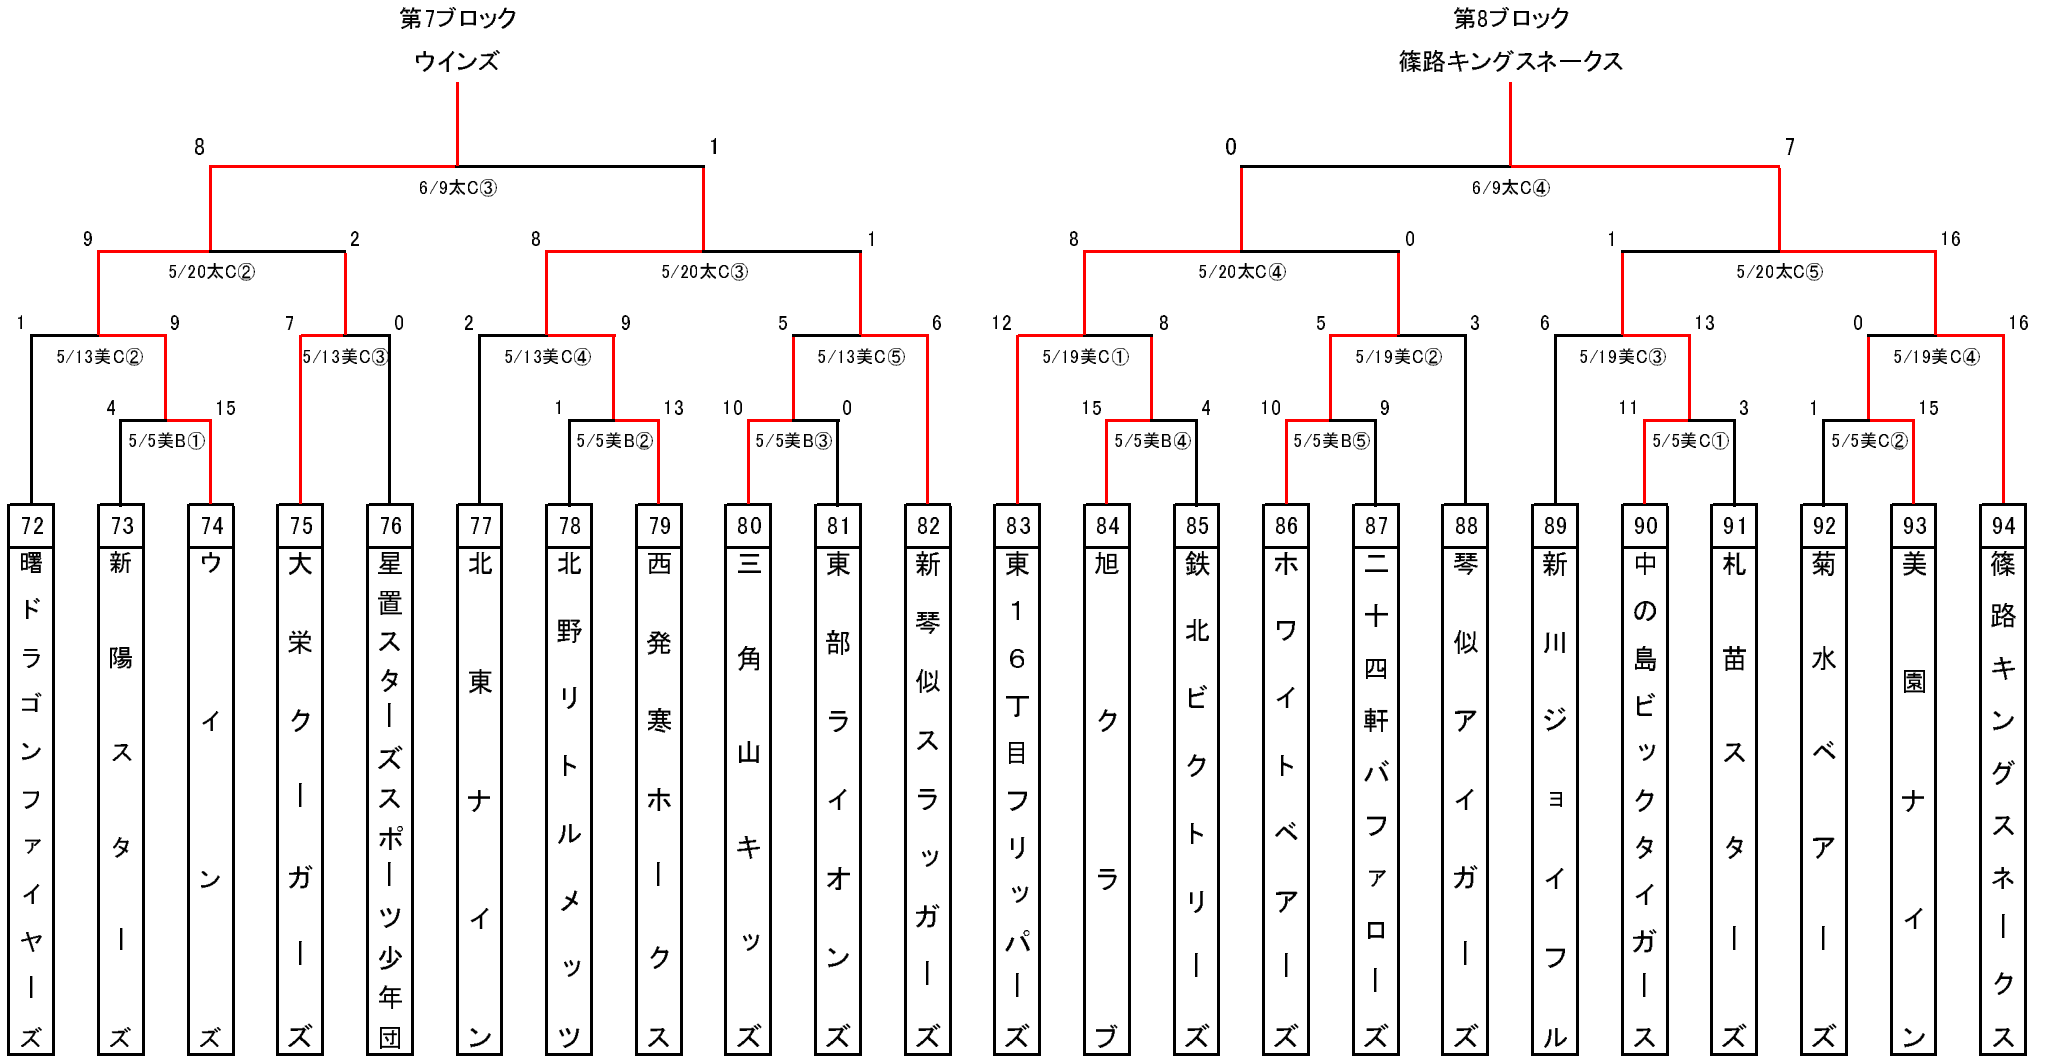 第7ブロック
第8ブロック
ウインズ
篠路キングスネークス
8 1 0 7
6/9太C③ 6/9太C④
9 2 8 1 8 0 1 16
5/20太C② 5/20太C③ 5/20太C④ 5/20太C⑤
1 9 7 0 2 9 5 6 12 8 5 3 6 13 0 16
5/13美C② 5/13美C③ 5/13美C④ 5/13美C⑤ 5/19美C① 5/19美C② 5/19美C③ 5/19美C④
4 15 1 13 10 0 15 4 10 9 11 3 1 15
5/5美B① 5/5美B② 5/5美B③ 5/5美B④ 5/5美B⑤ 5/5美C① 5/5美C②
72 73 74 75 76 77 78 79 80 81 82 83 84 85 86 87 88 89 90 91 92 93 94
曙ドラゴンファイヤーズ
新陽スターズ
ウインズ
大栄クーガーズ
星置スターズスポーツ少年団
北東ナイン
北野リトルメッツ
西発寒ホークス
三角山キッズ
東部ライオンズ
新琴似スラッガーズ
東16丁目フリッパーズ
旭クラブ
鉄北ビクトリーズ
ホワイトベアーズ
二十四軒バファローズ
琴似アイガーズ
新川ジョイフル
中の島ビックタイガース
札苗スターズ
菊水ベアーズ
美園ナイン
篠路キングスネークス